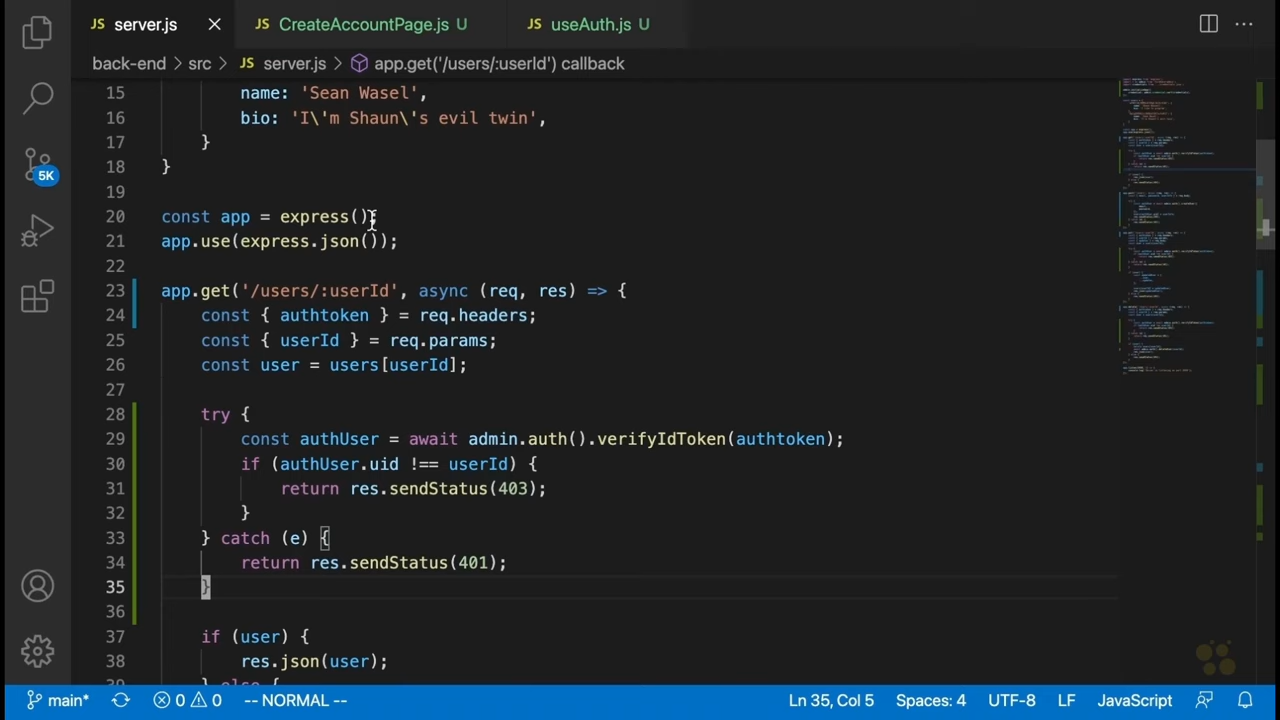 JS server.js
JS CreateAccountPage.js U
JS useAuth.js U
back-end > src > JS server.js > app.get('/users/:userId') callback
15 name: 'Sean Wasel',
16 bio: 'I\'m Shaun\'s evil twin',
17 }
18 }
19
20 const app = express();
21 app.use(express.json());
22
23 app.get('/users/:userId', async (req, res) => {
24 const { authtoken } = req.headers;
25 const { userId } = req.params;
26 const user = users[userId];
27
28 try {
29 const authUser = await admin.auth().verifyIdToken(authtoken);
30 if (authUser.uid !== userId) {
31 return res.sendStatus(403);
32 }
33 } catch (e) {
34 return res.sendStatus(401);
35 }
36
37 if (user) {
38 res.json(user);
39 } else {
5K
main* 0 0 -- NORMAL -- Ln 35, Col 5 Spaces: 4 UTF-8 LF JavaScript